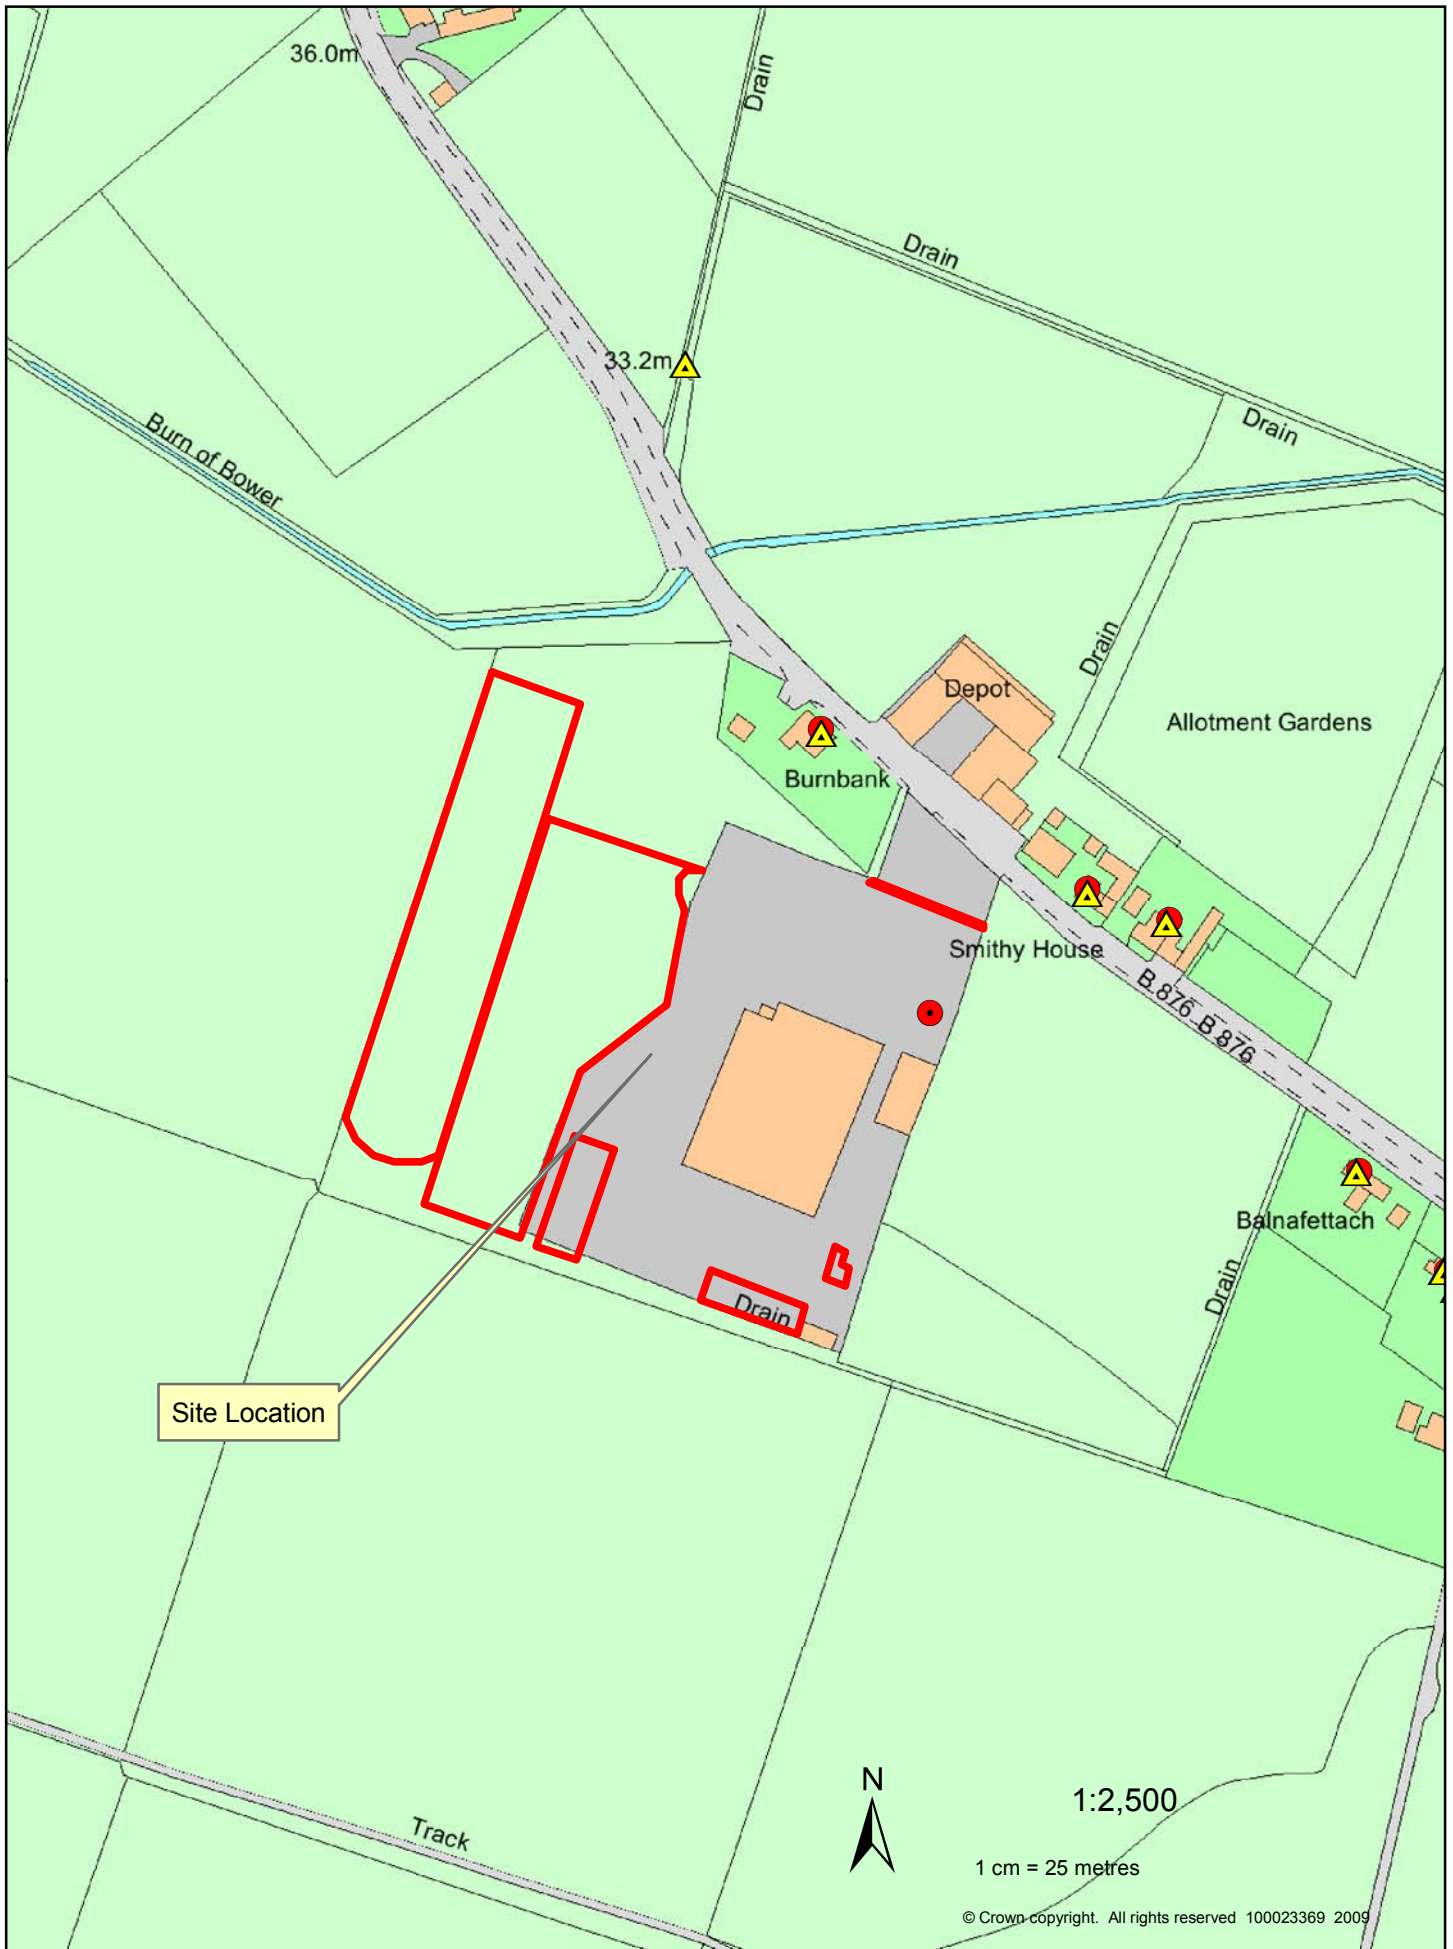 36.0m
Drain
Drain
33.2m
Drain
Burn of Bower
Drain
Depot
Allotment Gardens
Burnbank
Smithy House
B 876 B 876
Balnafettach
Drain
Drain
Site Location
N
1:2,500
Track
1 cm = 25 metres
© Crown copyright. All rights reserved 100023369 2009